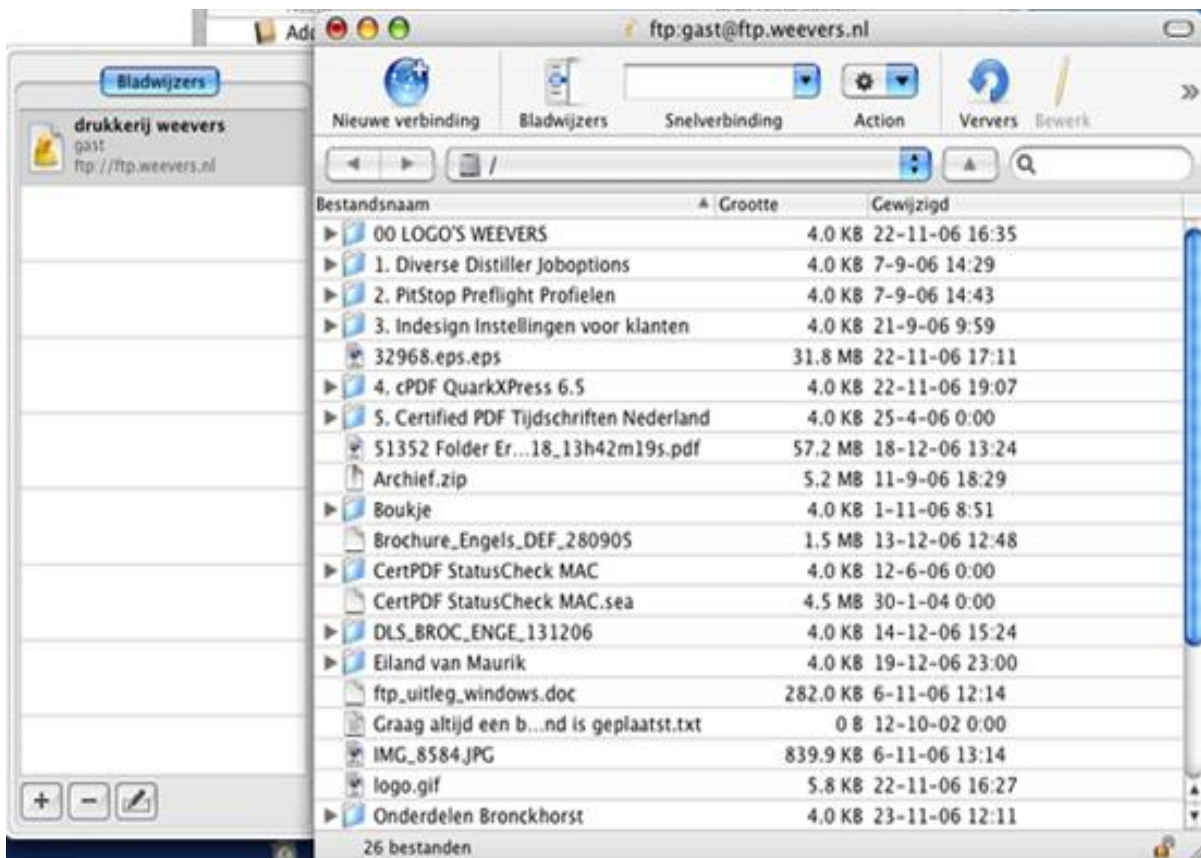 Add
ftp:gast@ftp.weevers.nl
Bladwijzers
drukkerij weevers
gast
ftp://ftp.weevers.nl
Nieuwe verbinding Bladwijzers Snelverbinding Action Ververs Bewerk
/
Bestandsnaam Grootte Gewijzigd
00 LOGO'S WEEVERS 4.0 KB 22-11-06 16:35
1. Diverse Distiller Joboptions 4.0 KB 7-9-06 14:29
2. PitStop Preflight Profielen 4.0 KB 7-9-06 14:43
3. Indesign Instellingen voor klanten 4.0 KB 21-9-06 9:59
32968.eps.eps 31.8 MB 22-11-06 17:11
4. cPDF QuarkXPress 6.5 4.0 KB 22-11-06 19:07
5. Certified PDF Tijdschriften Nederland 4.0 KB 25-4-06 0:00
51352 Folder Er...18_13h42m19s.pdf 57.2 MB 18-12-06 13:24
Archief.zip 5.2 MB 11-9-06 18:29
Boukje 4.0 KB 1-11-06 8:51
Brochure_Engels_DEF_280905 1.5 MB 13-12-06 12:48
CertPDF StatusCheck MAC 4.0 KB 12-6-06 0:00
CertPDF StatusCheck MAC.sea 4.5 MB 30-1-04 0:00
DLS_BROC_ENGE_131206 4.0 KB 14-12-06 15:24
Eiland van Maurik 4.0 KB 19-12-06 23:00
ftp_uitleg_windows.doc 282.0 KB 6-11-06 12:14
Graag altijd een b...nd is geplaatst.txt 0 B 12-10-02 0:00
IMG_8584.JPG 839.9 KB 6-11-06 13:14
logo.gif 5.8 KB 22-11-06 16:27
Onderdelen Bronckhorst 4.0 KB 23-11-06 12:11
26 bestanden